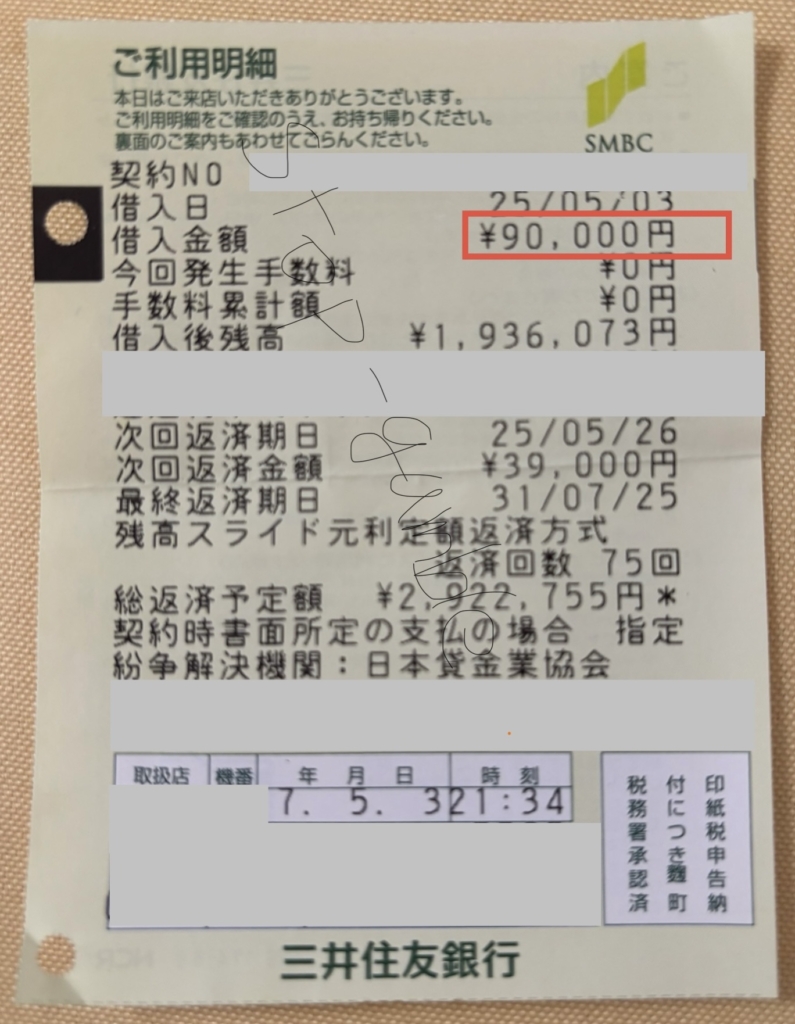 ご利用明細
本日はご来店いただきありがとうございます。
ご利用明細をご確認のうえ、お持ち帰りください。
裏面のご案内もあわせてごらんください。
SMBC
契約NO
借入日 25/05/03
借入金額 ¥90,000円
今回発生手数料 ¥0円
手数料累計額 ¥0円
借入後残高 ¥1,936,073円
次回返済期日 25/05/26
次回返済金額 ¥39,000円
最終返済期日 31/07/25
残高スライド元利定額返済方式
返済回数 75回
総返済予定額 ¥2,922,755円*
契約時書面所定の支払の場合 指定
紛争解決機関:日本貸金業協会
取扱店 機番 年 月 日 時 刻
7. 5. 3 21:34
印紙税申告納
付につき麹町
税務署承認済
三井住友銀行